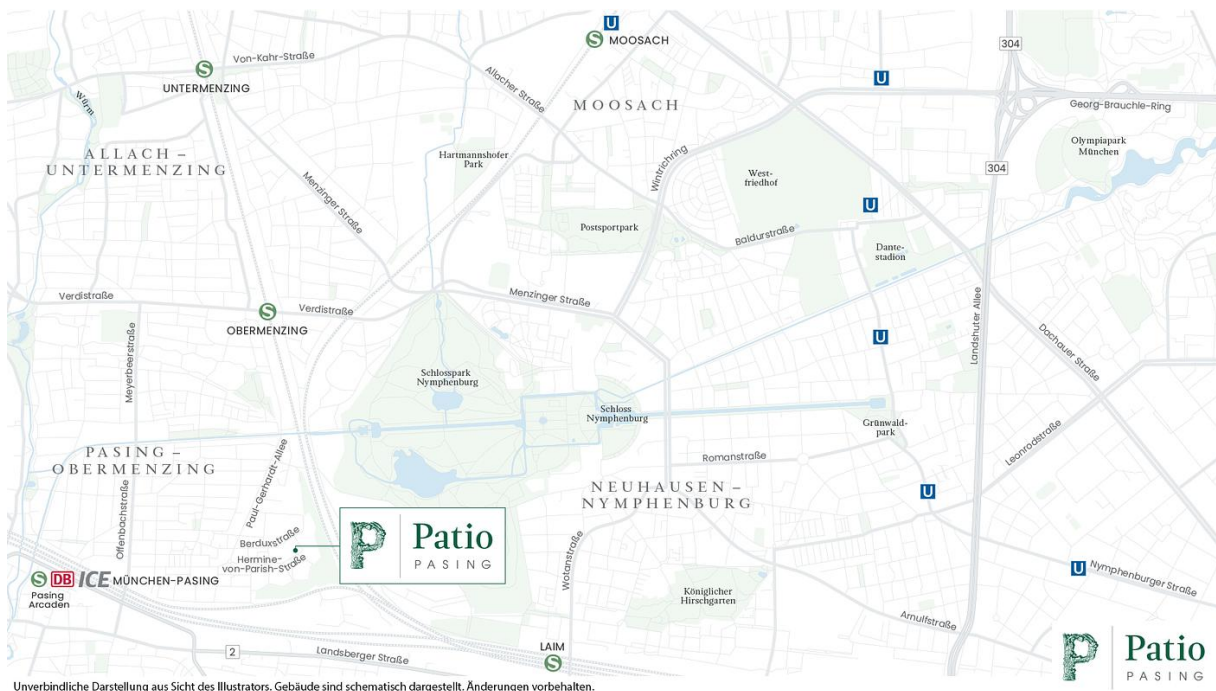 U
S MOOSACH
304
Von-Kahr-Straße
S
UNTERMENZING
U
Allacher Straße
MOOSACH
Georg-Brauchle-Ring
Würm
Olympiapark
München
ALLACH –
UNTERMENZING
Hartmannshofer
Park
Wintrichring
304
West-
friedhof
Menzinger Straße
U
Postsportpark
Baldurstraße
Dante-
stadion
Verdistraße
S
Verdistraße
OBERMENZING
Menzinger Straße
Landshuter Allee
U
Dachauer Straße
Meyerbeerstraße
Schlosspark
Nymphenburg
Schloss
Nymphenburg
Grünwald-
park
PASING –
OBERMENZING
Paul-Gerhardt-Allee
Romanstraße
Leonrodstraße
NEUHAUSEN –
NYMPHENBURG
U
Offenbachstraße
Berduxstraße
Hermine-
von-Parish-Straße
P Patio
PASING
Wotanstraße
S DB ICE MÜNCHEN-PASING
Pasing
Arcaden
U
Nymphenburger Straße
Königlicher
Hirschgarten
Arnulfstraße
2
Landsberger Straße
LAIM
S
P Patio
PASING
Unverbindliche Darstellung aus Sicht des Illustrators. Gebäude sind schematisch dargestellt. Änderungen vorbehalten.